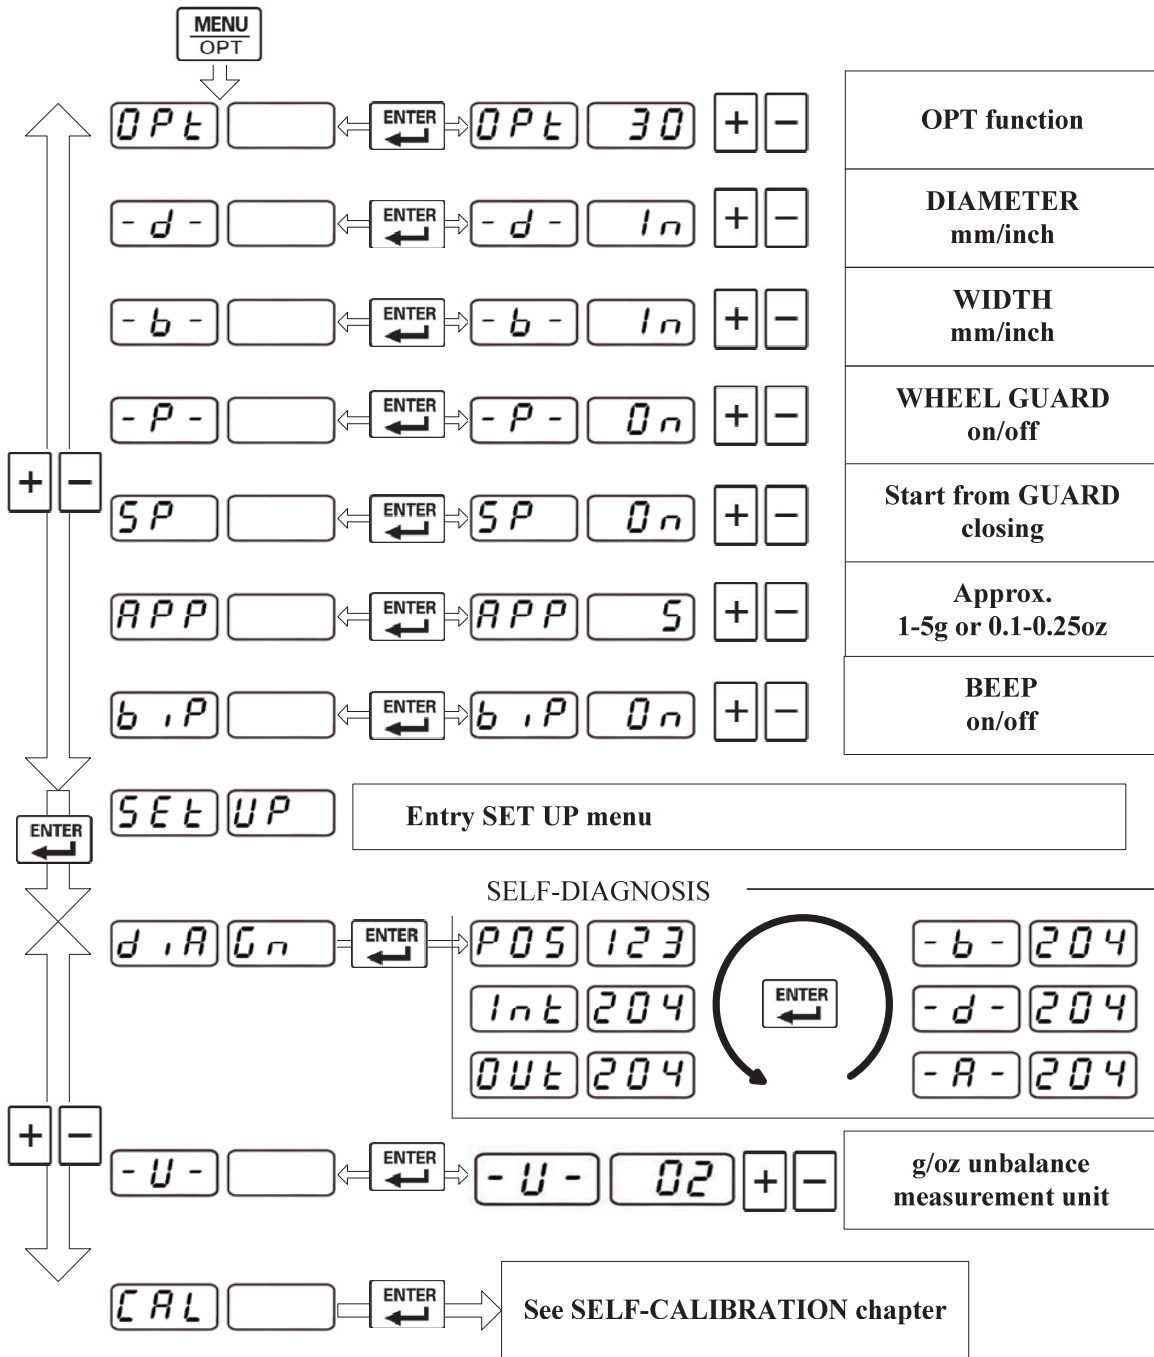 MENU
OPT
OPt ENTER OPt 30 + - OPT function
-d- ENTER -d- In + - DIAMETER
mm/inch
-b- ENTER -b- In + - WIDTH
mm/inch
-P- ENTER -P- On + - WHEEL GUARD
on/off
+ -
SP ENTER SP On + - Start from GUARD
closing
APP ENTER APP 5 + - Approx.
1-5g or 0.1-0.25oz
biP ENTER biP On + - BEEP
on/off
SEt UP Entry SET UP menu
ENTER
SELF-DIAGNOSIS
diA Gn ENTER POS 123 -b- 204
Int 204 ENTER -d- 204
OUt 204 -A- 204
+ -
-U- ENTER -U- 02 + - g/oz unbalance
measurement unit
CAL ENTER See SELF-CALIBRATION chapter